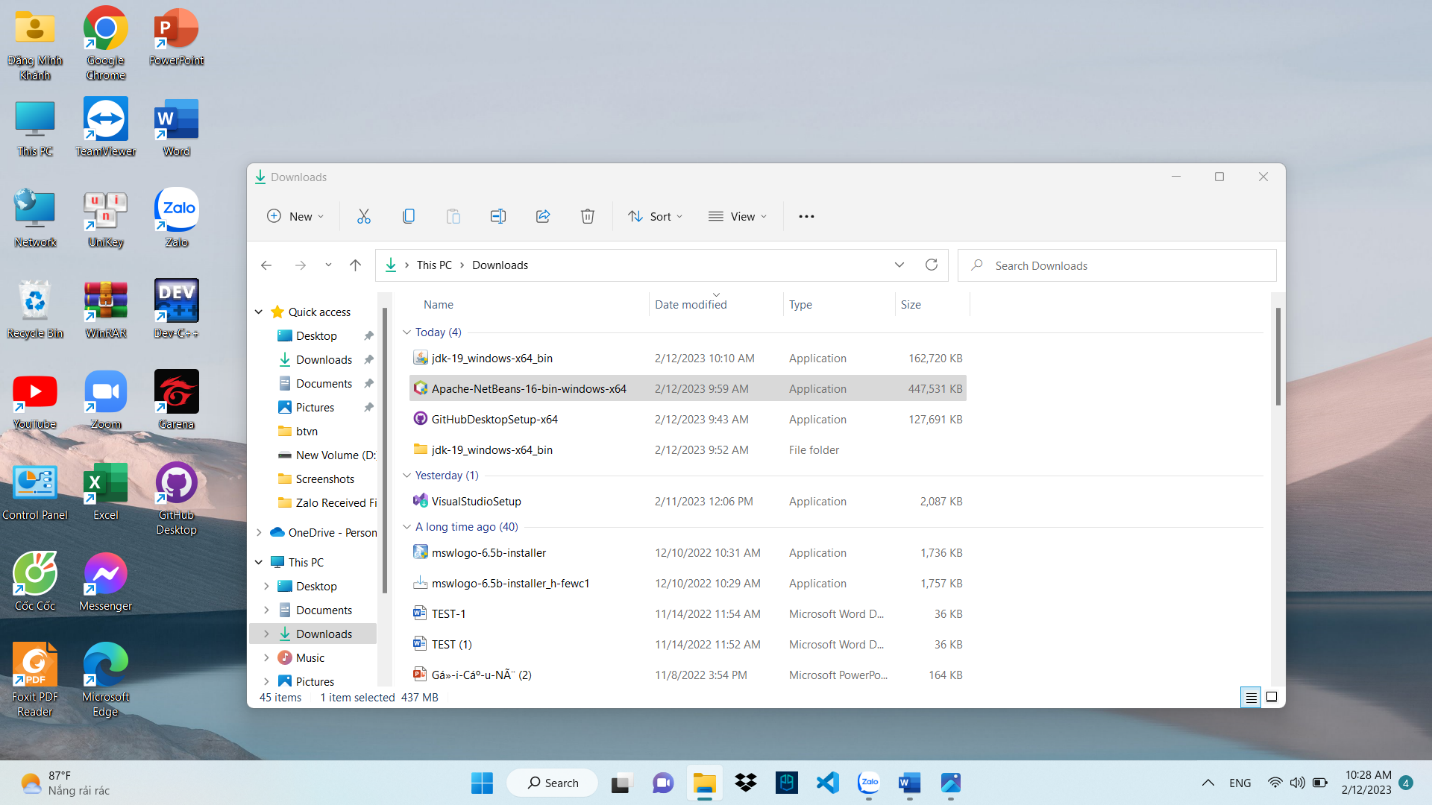 Đặng Minh
Khánh
Google
Chrome
PowerPoint
This PC
TeamViewer
Word
Network
UniKey
Zalo
Recycle Bin
WinRAR
Dev-C++
YouTube
Zoom
Garena
Control Panel
Excel
GitHub
Desktop
Cốc Cốc
Messenger
Foxit PDF
Reader
Microsoft
Edge
Downloads
New
Sort
View
This PC
Downloads
Search Downloads
Quick access
Desktop
Downloads
Documents
Pictures
btvn
New Volume (D:
Screenshots
Zalo Received Fi
OneDrive - Person
This PC
Desktop
Documents
Downloads
Music
Pictures
Name Date modified Type Size
Today (4)
jdk-19_windows-x64_bin 2/12/2023 10:10 AM Application 162,720 KB
Apache-NetBeans-16-bin-windows-x64 2/12/2023 9:59 AM Application 447,531 KB
GitHubDesktopSetup-x64 2/12/2023 9:43 AM Application 127,691 KB
jdk-19_windows-x64_bin 2/12/2023 9:52 AM File folder
Yesterday (1)
VisualStudioSetup 2/11/2023 12:06 PM Application 2,087 KB
A long time ago (40)
mswlogo-6.5b-installer 12/10/2022 10:31 AM Application 1,736 KB
mswlogo-6.5b-installer_h-fewc1 12/10/2022 10:29 AM Application 1,757 KB
TEST-1 11/14/2022 11:54 AM Microsoft Word D... 36 KB
TEST (1) 11/14/2022 11:52 AM Microsoft Word D... 36 KB
Gá»-i-Cáº-u-NÃ¨ (2) 11/8/2022 3:54 PM Microsoft PowerPo... 164 KB
45 items 1 item selected 437 MB
87°F
Nắng rải rác
Search
Zalo
ENG
10:28 AM
2/12/2023
4